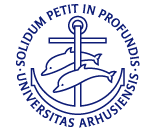 · SOLIDUM PETIT IN PROFUNDIS ·
UNIVERSITAS ARHUSIENSIS